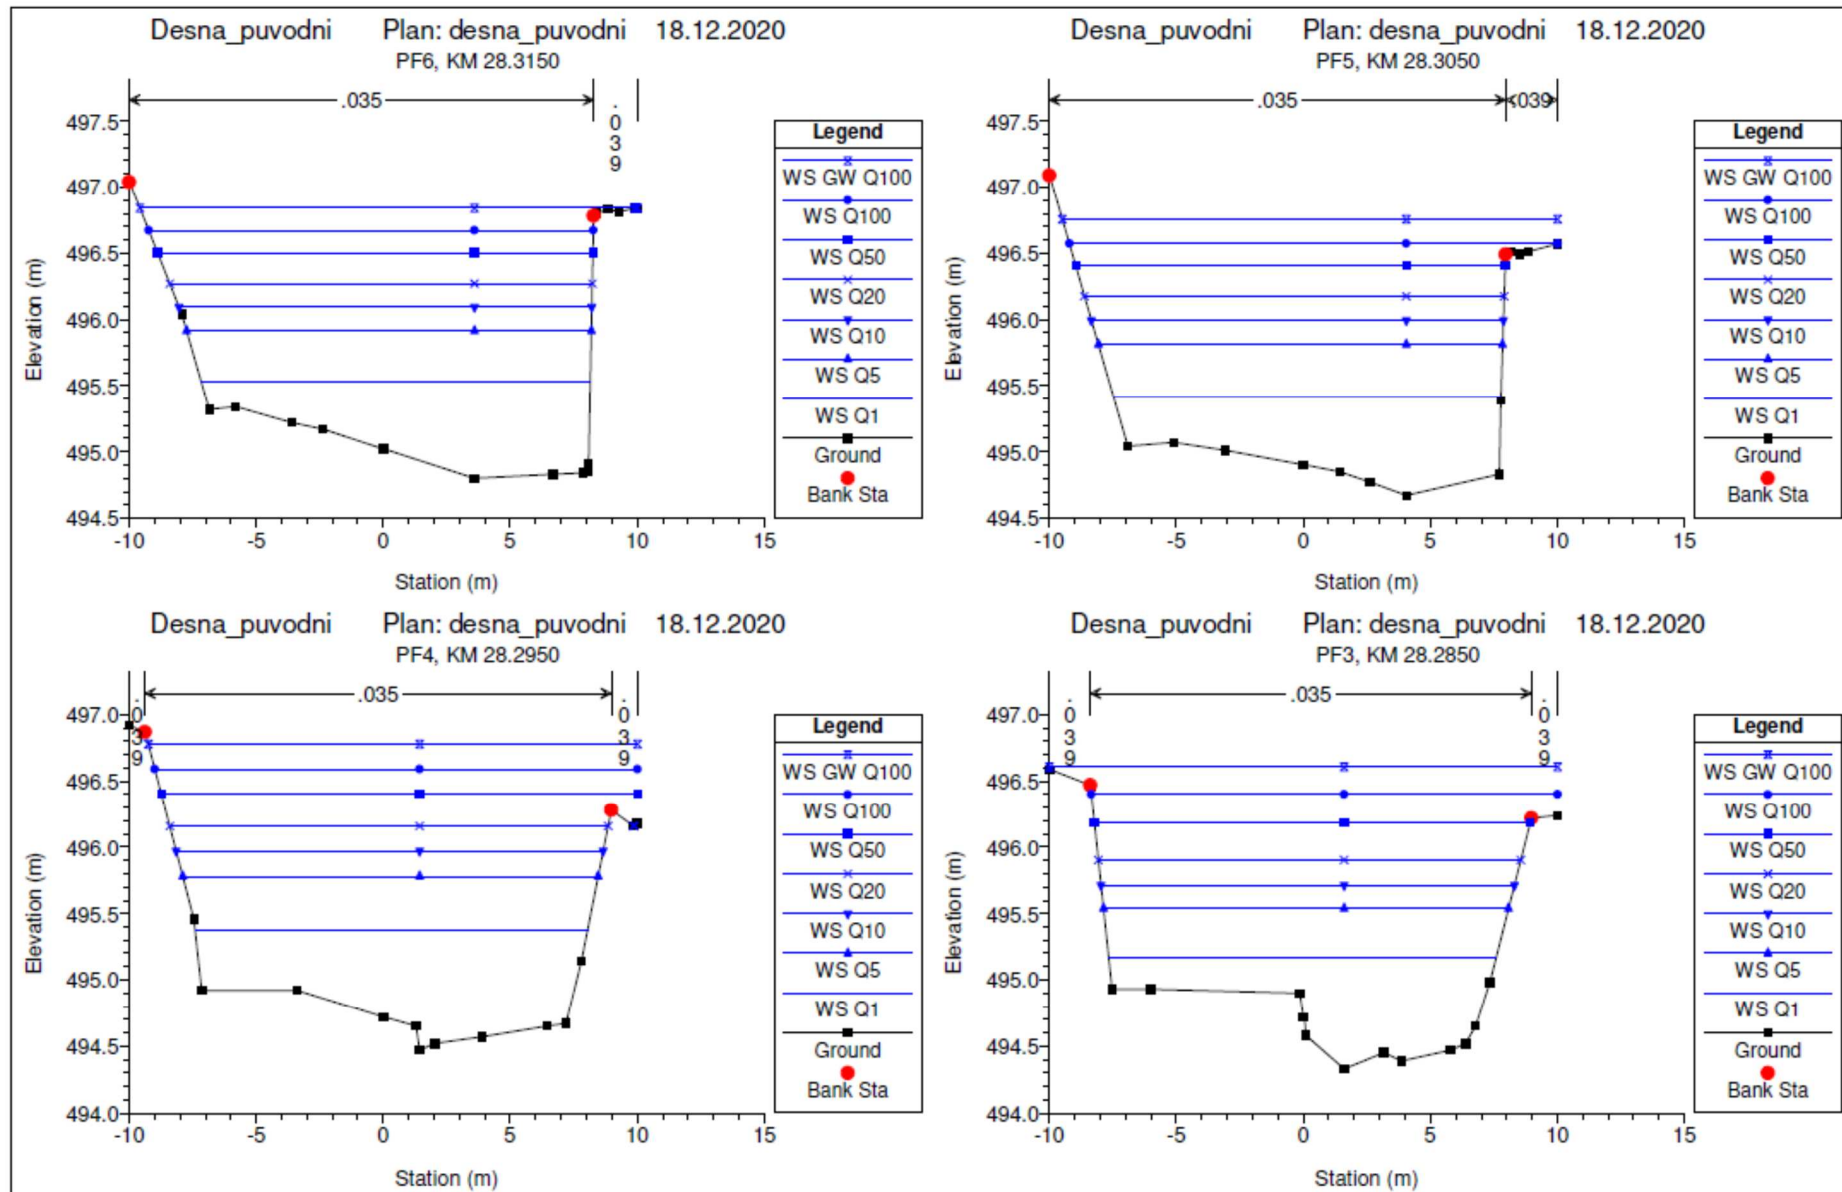 Desna_puvodni Plan: desna_puvodni 18.12.2020
PF6, KM 28.3150
.035
.039
497.5
497.0
496.5
496.0
495.5
495.0
494.5
Elevation (m)
-10 -5 0 5 10 15
Station (m)
Legend
WS GW Q100
WS Q100
WS Q50
WS Q20
WS Q10
WS Q5
WS Q1
Ground
Bank Sta
Desna_puvodni Plan: desna_puvodni 18.12.2020
PF5, KM 28.3050
.035
.039
497.5
497.0
496.5
496.0
495.5
495.0
494.5
Elevation (m)
-10 -5 0 5 10 15
Station (m)
Legend
WS GW Q100
WS Q100
WS Q50
WS Q20
WS Q10
WS Q5
WS Q1
Ground
Bank Sta
Desna_puvodni Plan: desna_puvodni 18.12.2020
PF4, KM 28.2950
.039
.035
.039
497.0
496.5
496.0
495.5
495.0
494.5
494.0
Elevation (m)
-10 -5 0 5 10 15
Station (m)
Legend
WS GW Q100
WS Q100
WS Q50
WS Q20
WS Q10
WS Q5
WS Q1
Ground
Bank Sta
Desna_puvodni Plan: desna_puvodni 18.12.2020
PF3, KM 28.2850
.039
.035
.039
497.0
496.5
496.0
495.5
495.0
494.5
494.0
Elevation (m)
-10 -5 0 5 10 15
Station (m)
Legend
WS GW Q100
WS Q100
WS Q50
WS Q20
WS Q10
WS Q5
WS Q1
Ground
Bank Sta